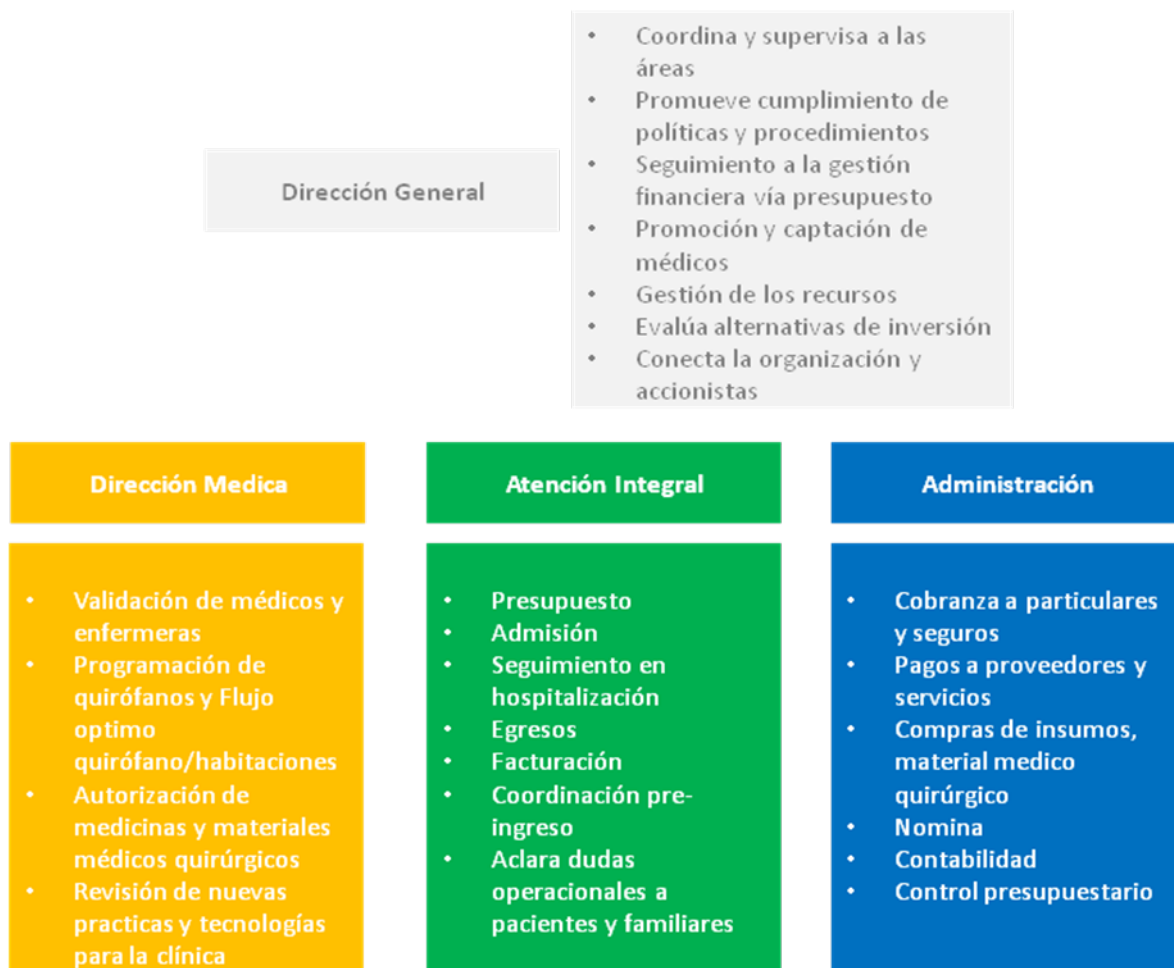 Dirección General
• Coordina y supervisa a las
áreas
• Promueve cumplimiento de
políticas y procedimientos
• Seguimiento a la gestión
financiera vía presupuesto
• Promoción y captación de
médicos
• Gestión de los recursos
• Evalúa alternativas de inversión
• Conecta la organización y
accionistas
Dirección Medica
• Validación de médicos y
enfermeras
• Programación de
quirófanos y Flujo
optimo
quirófano/habitaciones
• Autorización de
medicinas y materiales
médicos quirúrgicos
• Revisión de nuevas
practicas y tecnologías
para la clínica
Atención Integral
• Presupuesto
• Admisión
• Seguimiento en
hospitalización
• Egresos
• Facturación
• Coordinación pre-
ingreso
• Aclara dudas
operacionales a
pacientes y familiares
Administración
• Cobranza a particulares
y seguros
• Pagos a proveedores y
servicios
• Compras de insumos,
material medico
quirúrgico
• Nomina
• Contabilidad
• Control presupuestario